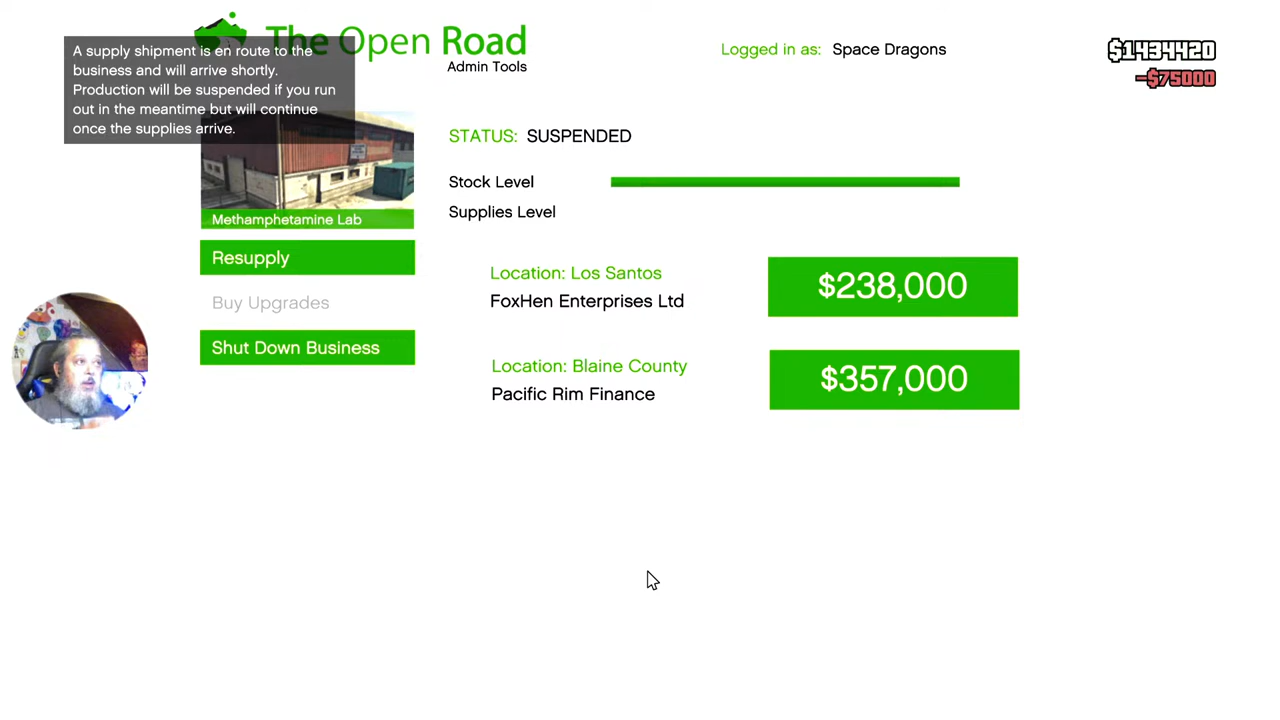 The Open Road
Admin Tools
A supply shipment is en route to the
business and will arrive shortly.
Production will be suspended if you run
out in the meantime but will continue
once the supplies arrive.
Logged in as: Space Dragons
$1434420
-$75000
Methamphetamine Lab
Resupply
Buy Upgrades
Shut Down Business
STATUS: SUSPENDED
Stock Level
Supplies Level
Location: Los Santos
FoxHen Enterprises Ltd
$238,000
Location: Blaine County
Pacific Rim Finance
$357,000